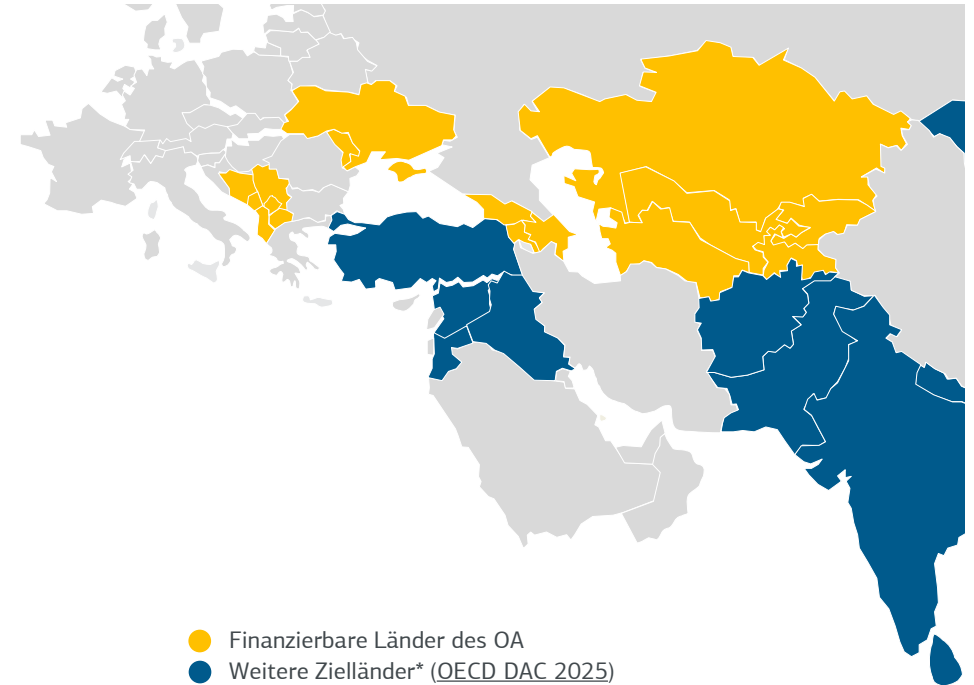 Finanzierbare Länder des OA
Weitere Zielländer* (OECD DAC 2025)